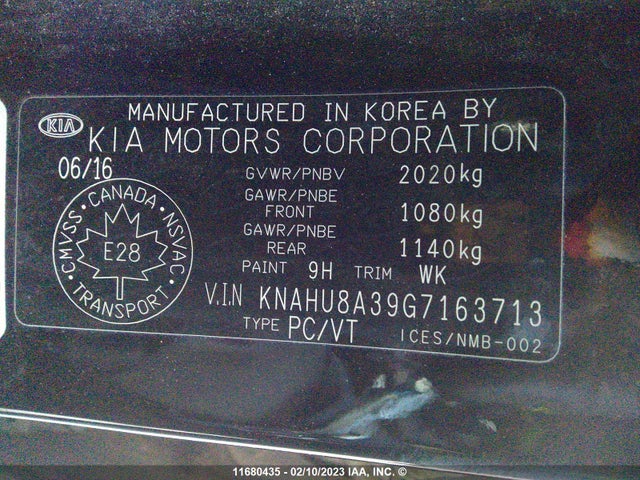 KIA
MANUFACTURED IN KOREA BY
KIA MOTORS CORPORATION
06/16
GVWR/PNBV 2020kg
GAWR/PNBE
FRONT 1080kg
GAWR/PNBE
REAR 1140kg
PAINT 9H TRIM WK
CANADA · NSVAC · TRANSPORT · CMVSS ·
E28
V.I.N KNAHU8A39G7163713
TYPE PC/VT ICES/NMB-002
11680435 - 02/10/2023 IAA, INC. ©